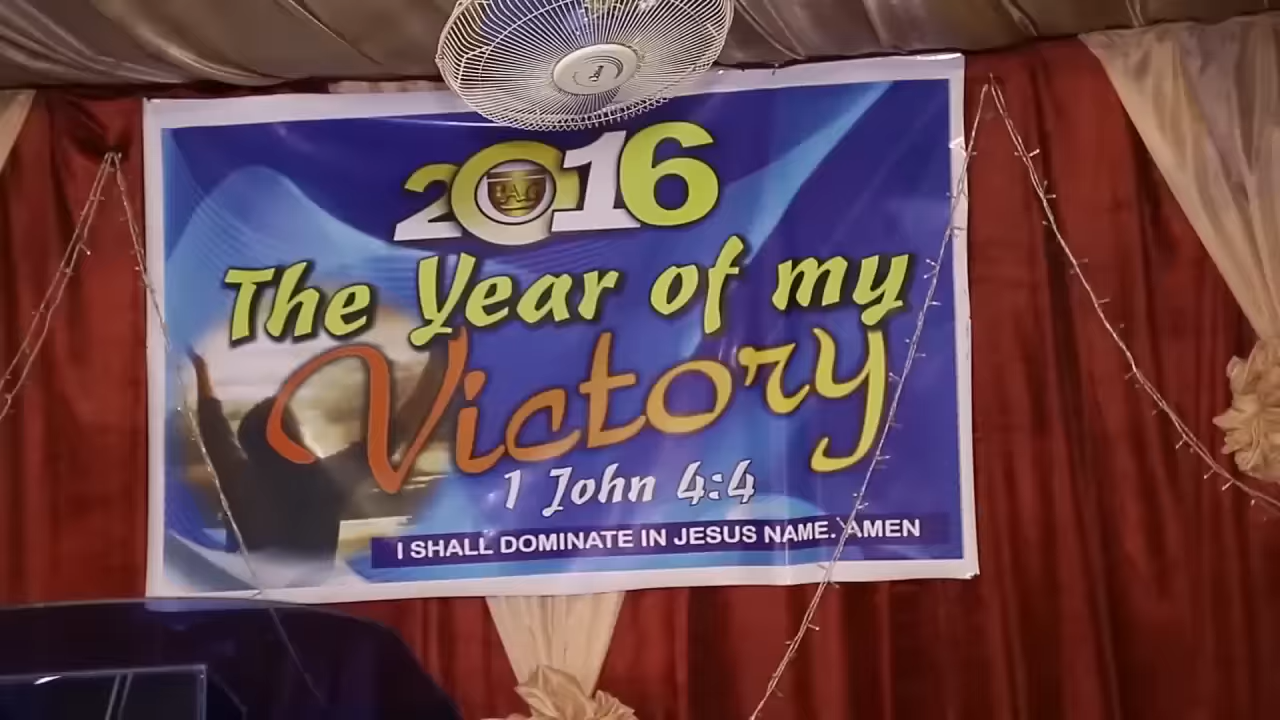 2016
The Year of my
Victory
1 John 4:4
I SHALL DOMINATE IN JESUS NAME. AMEN